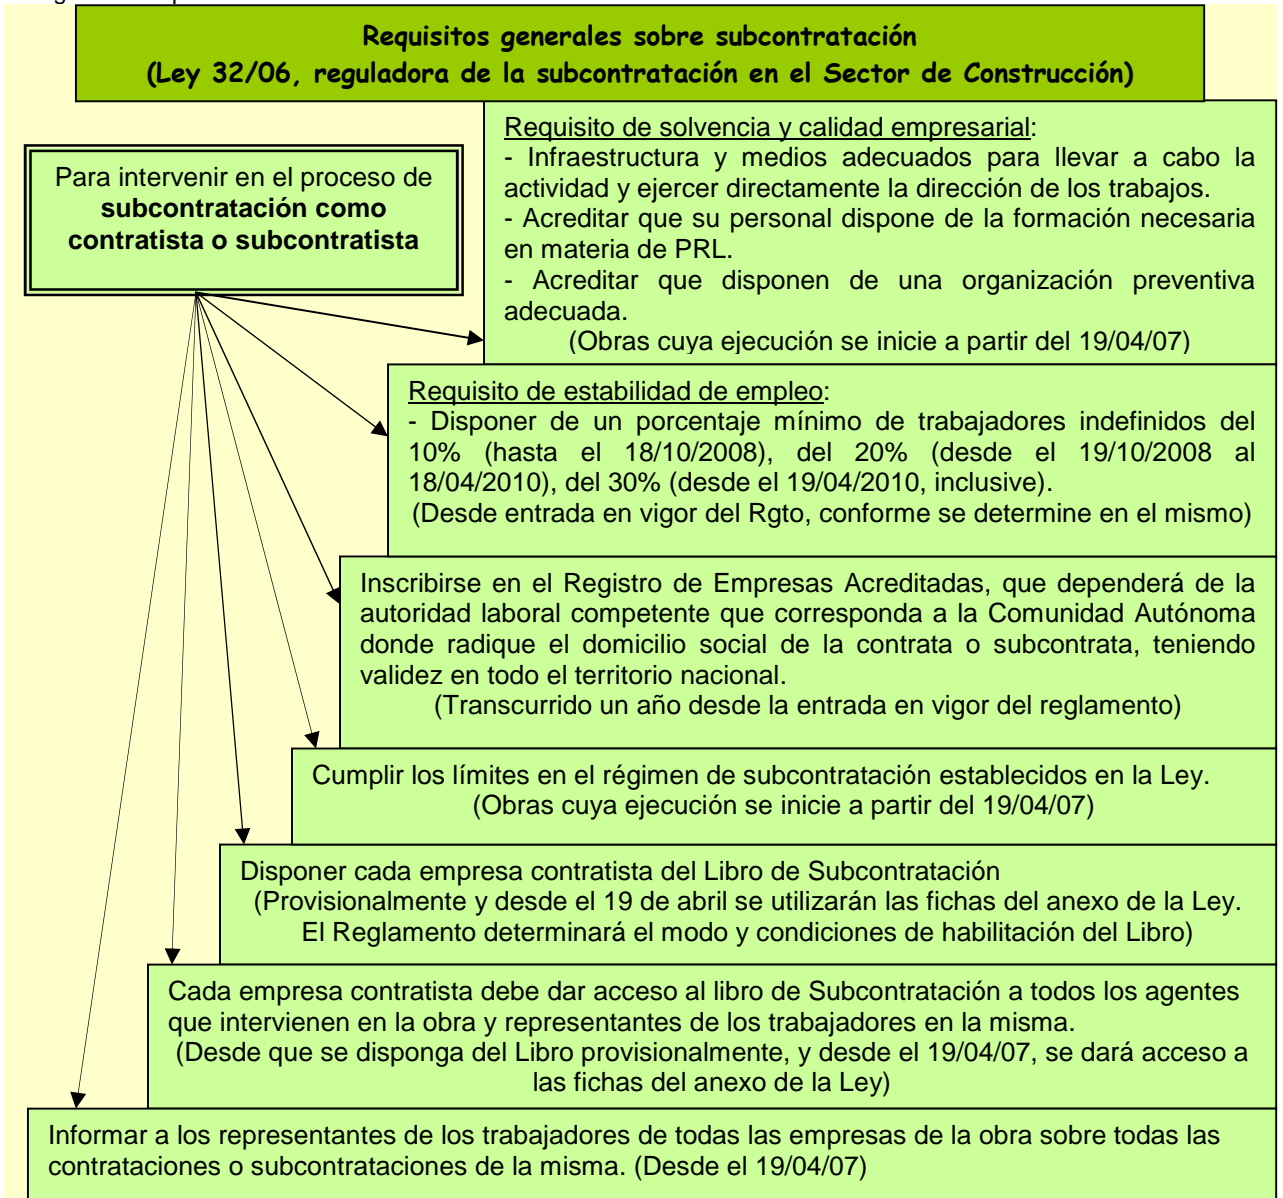 Requisitos generales sobre subcontratación
(Ley 32/06, reguladora de la subcontratación en el Sector de Construcción)
Para intervenir en el proceso de
subcontratación como
contratista o subcontratista
Requisito de solvencia y calidad empresarial:
- Infraestructura y medios adecuados para llevar a cabo la
actividad y ejercer directamente la dirección de los trabajos.
- Acreditar que su personal dispone de la formación necesaria
en materia de PRL.
- Acreditar que disponen de una organización preventiva
adecuada.
(Obras cuya ejecución se inicie a partir del 19/04/07)
Requisito de estabilidad de empleo:
- Disponer de un porcentaje mínimo de trabajadores indefinidos del
10% (hasta el 18/10/2008), del 20% (desde el 19/10/2008 al
18/04/2010), del 30% (desde el 19/04/2010, inclusive).
(Desde entrada en vigor del Rgto, conforme se determine en el mismo)
Inscribirse en el Registro de Empresas Acreditadas, que dependerá de la
autoridad laboral competente que corresponda a la Comunidad Autónoma
donde radique el domicilio social de la contrata o subcontrata, teniendo
validez en todo el territorio nacional.
(Transcurrido un año desde la entrada en vigor del reglamento)
Cumplir los límites en el régimen de subcontratación establecidos en la Ley.
(Obras cuya ejecución se inicie a partir del 19/04/07)
Disponer cada empresa contratista del Libro de Subcontratación
(Provisionalmente y desde el 19 de abril se utilizarán las fichas del anexo de la Ley.
El Reglamento determinará el modo y condiciones de habilitación del Libro)
Cada empresa contratista debe dar acceso al libro de Subcontratación a todos los agentes
que intervienen en la obra y representantes de los trabajadores en la misma.
(Desde que se disponga del Libro provisionalmente, y desde el 19/04/07, se dará acceso a
las fichas del anexo de la Ley)
Informar a los representantes de los trabajadores de todas las empresas de la obra sobre todas las
contrataciones o subcontrataciones de la misma. (Desde el 19/04/07)